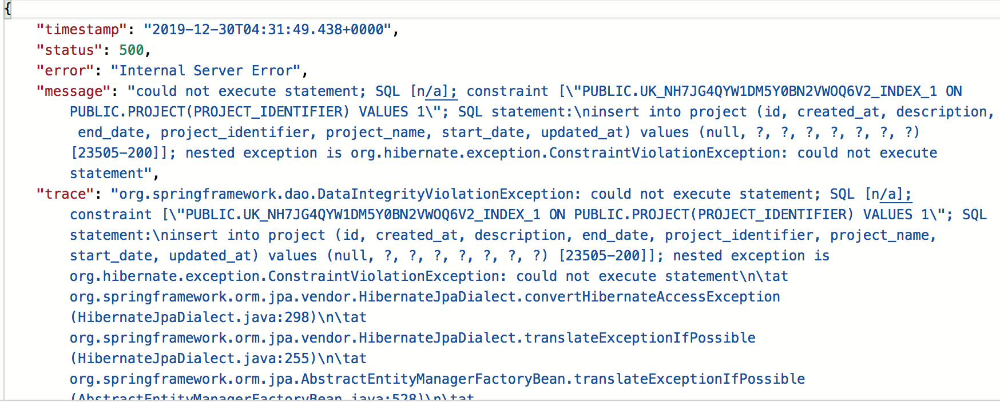 {
"timestamp": "2019-12-30T04:31:49.438+0000",
"status": 500,
"error": "Internal Server Error",
"message": "could not execute statement; SQL [n/a]; constraint [\"PUBLIC.UK_NH7JG4QYW1DM5Y0BN2VWOQ6V2_INDEX_1 ON
PUBLIC.PROJECT(PROJECT_IDENTIFIER) VALUES 1\"; SQL statement:\ninsert into project (id, created_at, description,
end_date, project_identifier, project_name, start_date, updated_at) values (null, ?, ?, ?, ?, ?, ?, ?)
[23505-200]]; nested exception is org.hibernate.exception.ConstraintViolationException: could not execute
statement",
"trace": "org.springframework.dao.DataIntegrityViolationException: could not execute statement; SQL [n/a];
constraint [\"PUBLIC.UK_NH7JG4QYW1DM5Y0BN2VWOQ6V2_INDEX_1 ON PUBLIC.PROJECT(PROJECT_IDENTIFIER) VALUES 1\"; SQL
statement:\ninsert into project (id, created_at, description, end_date, project_identifier, project_name,
start_date, updated_at) values (null, ?, ?, ?, ?, ?, ?, ?) [23505-200]]; nested exception is
org.hibernate.exception.ConstraintViolationException: could not execute statement\n\tat
org.springframework.orm.jpa.vendor.HibernateJpaDialect.convertHibernateAccessException
(HibernateJpaDialect.java:298)\n\tat
org.springframework.orm.jpa.vendor.HibernateJpaDialect.translateExceptionIfPossible
(HibernateJpaDialect.java:255)\n\tat
org.springframework.orm.jpa.AbstractEntityManagerFactoryBean.translateExceptionIfPossible
(AbstractEntityManagerFactoryBean.java:528)\n\tat